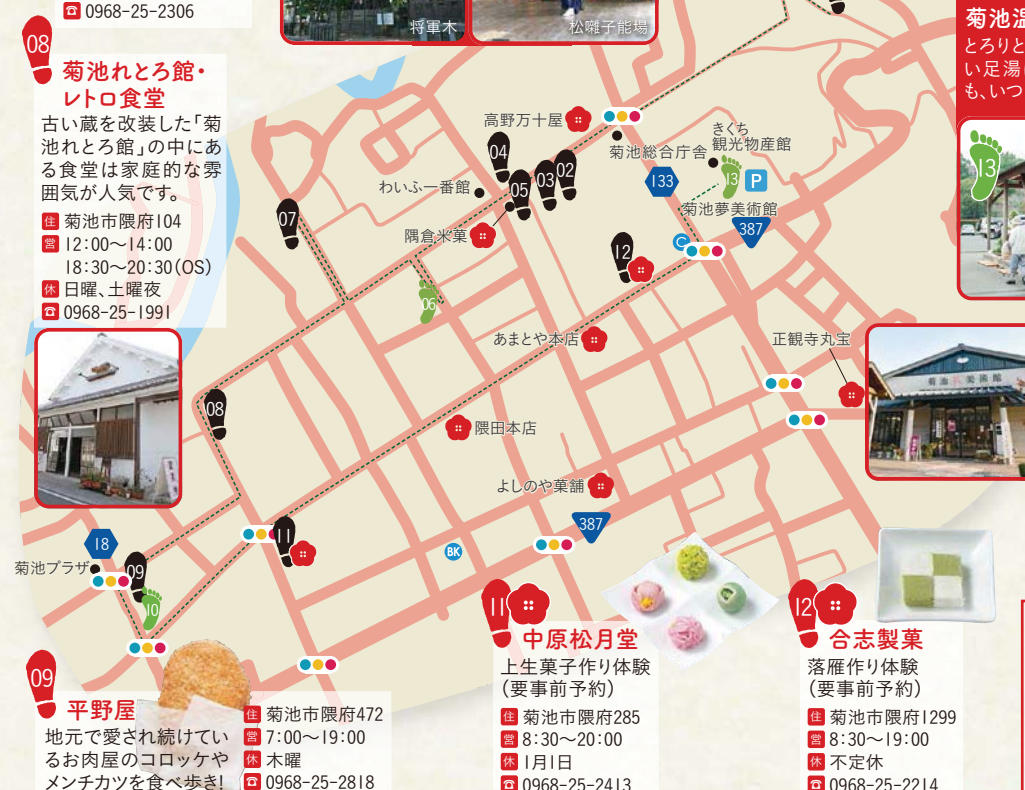 0968-25-2306
将軍木
松囃子能場
菊池温
とろりと
い足湯
も、いつ
13
08
菊池れとろ館・
レトロ食堂
古い蔵を改装した「菊
池れとろ館」の中にあ
る食堂は家庭的な雰
囲気が人気です。
住 菊池市隈府104
営 12:00〜14:00
18:30〜20:30(OS)
休 日曜、土曜夜
0968-25-1991
高野万十屋
菊池総合庁舎
きくち
観光物産館
13
P
133
菊池夢美術館
387
C
04
03
02
05
わいふ一番館
隈倉米菓
07
06
12
あまとや本店
正観寺丸宝
菊池夢美術館
08
隈田本店
よしのや菓舗
387
BK
11
18
菊池プラザ
09
10
09
平野屋
地元で愛され続けてい
るお肉屋のコロッケや
メンチカツを食べ歩き!
住 菊池市隈府472
営 7:00〜19:00
休 木曜
0968-25-2818
11
中原松月堂
上生菓子作り体験
(要事前予約)
住 菊池市隈府285
営 8:30〜20:00
休 1月1日
0968-25-2413
12
合志製菓
落雁作り体験
(要事前予約)
住 菊池市隈府1299
営 8:30〜19:00
休 不定休
0968-25-2214